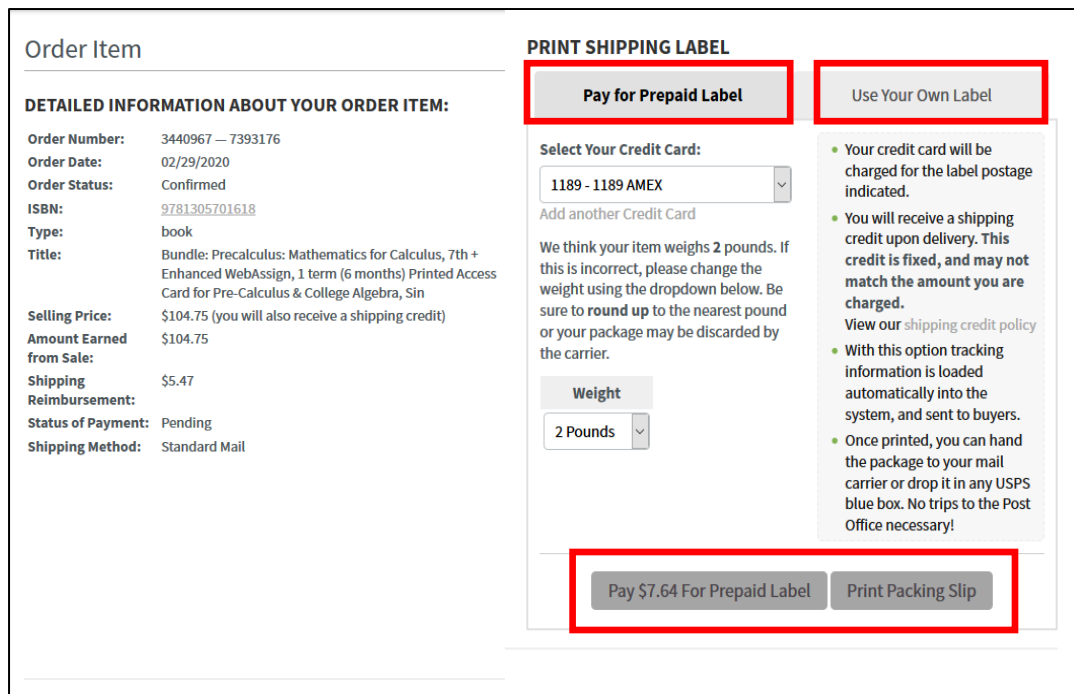 Order Item
DETAILED INFORMATION ABOUT YOUR ORDER ITEM:
Order Number: 3440967 — 7393176
Order Date: 02/29/2020
Order Status: Confirmed
ISBN: 9781305701618
Type: book
Title: Bundle: Precalculus: Mathematics for Calculus, 7th +
Enhanced WebAssign, 1 term (6 months) Printed Access
Card for Pre-Calculus & College Algebra, Sin
Selling Price: $104.75 (you will also receive a shipping credit)
Amount Earned $104.75
from Sale:
Shipping $5.47
Reimbursement:
Status of Payment: Pending
Shipping Method: Standard Mail
PRINT SHIPPING LABEL
Pay for Prepaid Label
Use Your Own Label
Select Your Credit Card:
1189 - 1189 AMEX
Add another Credit Card
We think your item weighs 2 pounds. If
this is incorrect, please change the
weight using the dropdown below. Be
sure to round up to the nearest pound
or your package may be discarded by
the carrier.
Weight
2 Pounds
• Your credit card will be
charged for the label postage
indicated.
• You will receive a shipping
credit upon delivery. This
credit is fixed, and may not
match the amount you are
charged.
View our shipping credit policy
• With this option tracking
information is loaded
automatically into the
system, and sent to buyers.
• Once printed, you can hand
the package to your mail
carrier or drop it in any USPS
blue box. No trips to the Post
Office necessary!
Pay $7.64 For Prepaid Label
Print Packing Slip